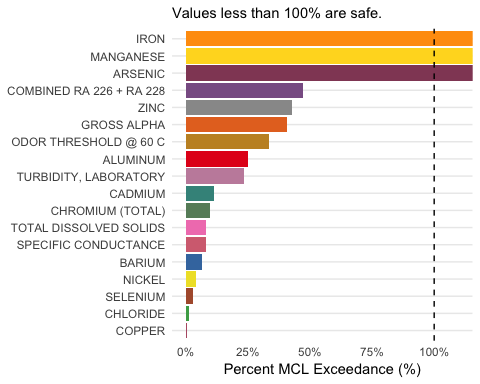 Values less than 100% are safe.
IRON
MANGANESE
ARSENIC
COMBINED RA 226 + RA 228
ZINC
GROSS ALPHA
ODOR THRESHOLD @ 60 C
ALUMINUM
TURBIDITY, LABORATORY
CADMIUM
CHROMIUM (TOTAL)
TOTAL DISSOLVED SOLIDS
SPECIFIC CONDUCTANCE
BARIUM
NICKEL
SELENIUM
CHLORIDE
COPPER
0% 25% 50% 75% 100%
Percent MCL Exceedance (%)